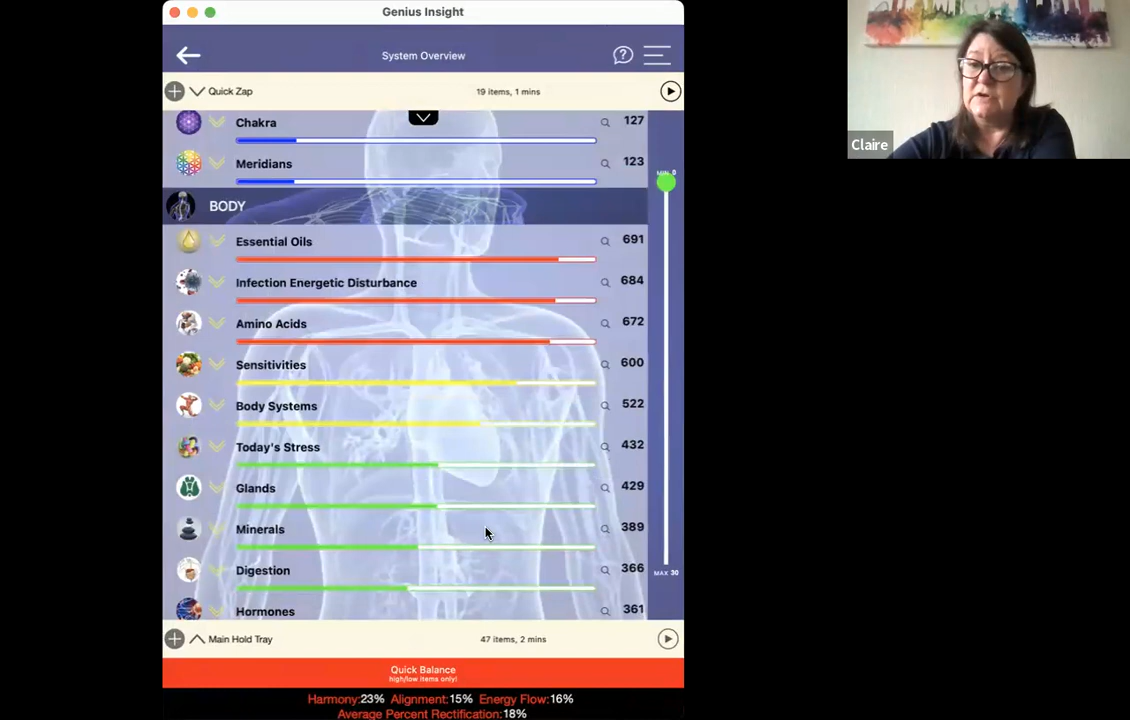 Genius Insight
System Overview
Quick Zap 19 items, 1 mins
Chakra 127
Meridians 123
BODY
MIN 0
Essential Oils 691
Infection Energetic Disturbance 684
Amino Acids 672
Sensitivities 600
Body Systems 522
Today's Stress 432
Glands 429
Minerals 389
Digestion 366
MAX 30
Hormones 361
Main Hold Tray 47 items, 2 mins
Quick Balance
high/low items only!
Harmony:23% Alignment:15% Energy Flow:16%
Average Percent Rectification:18%
Claire